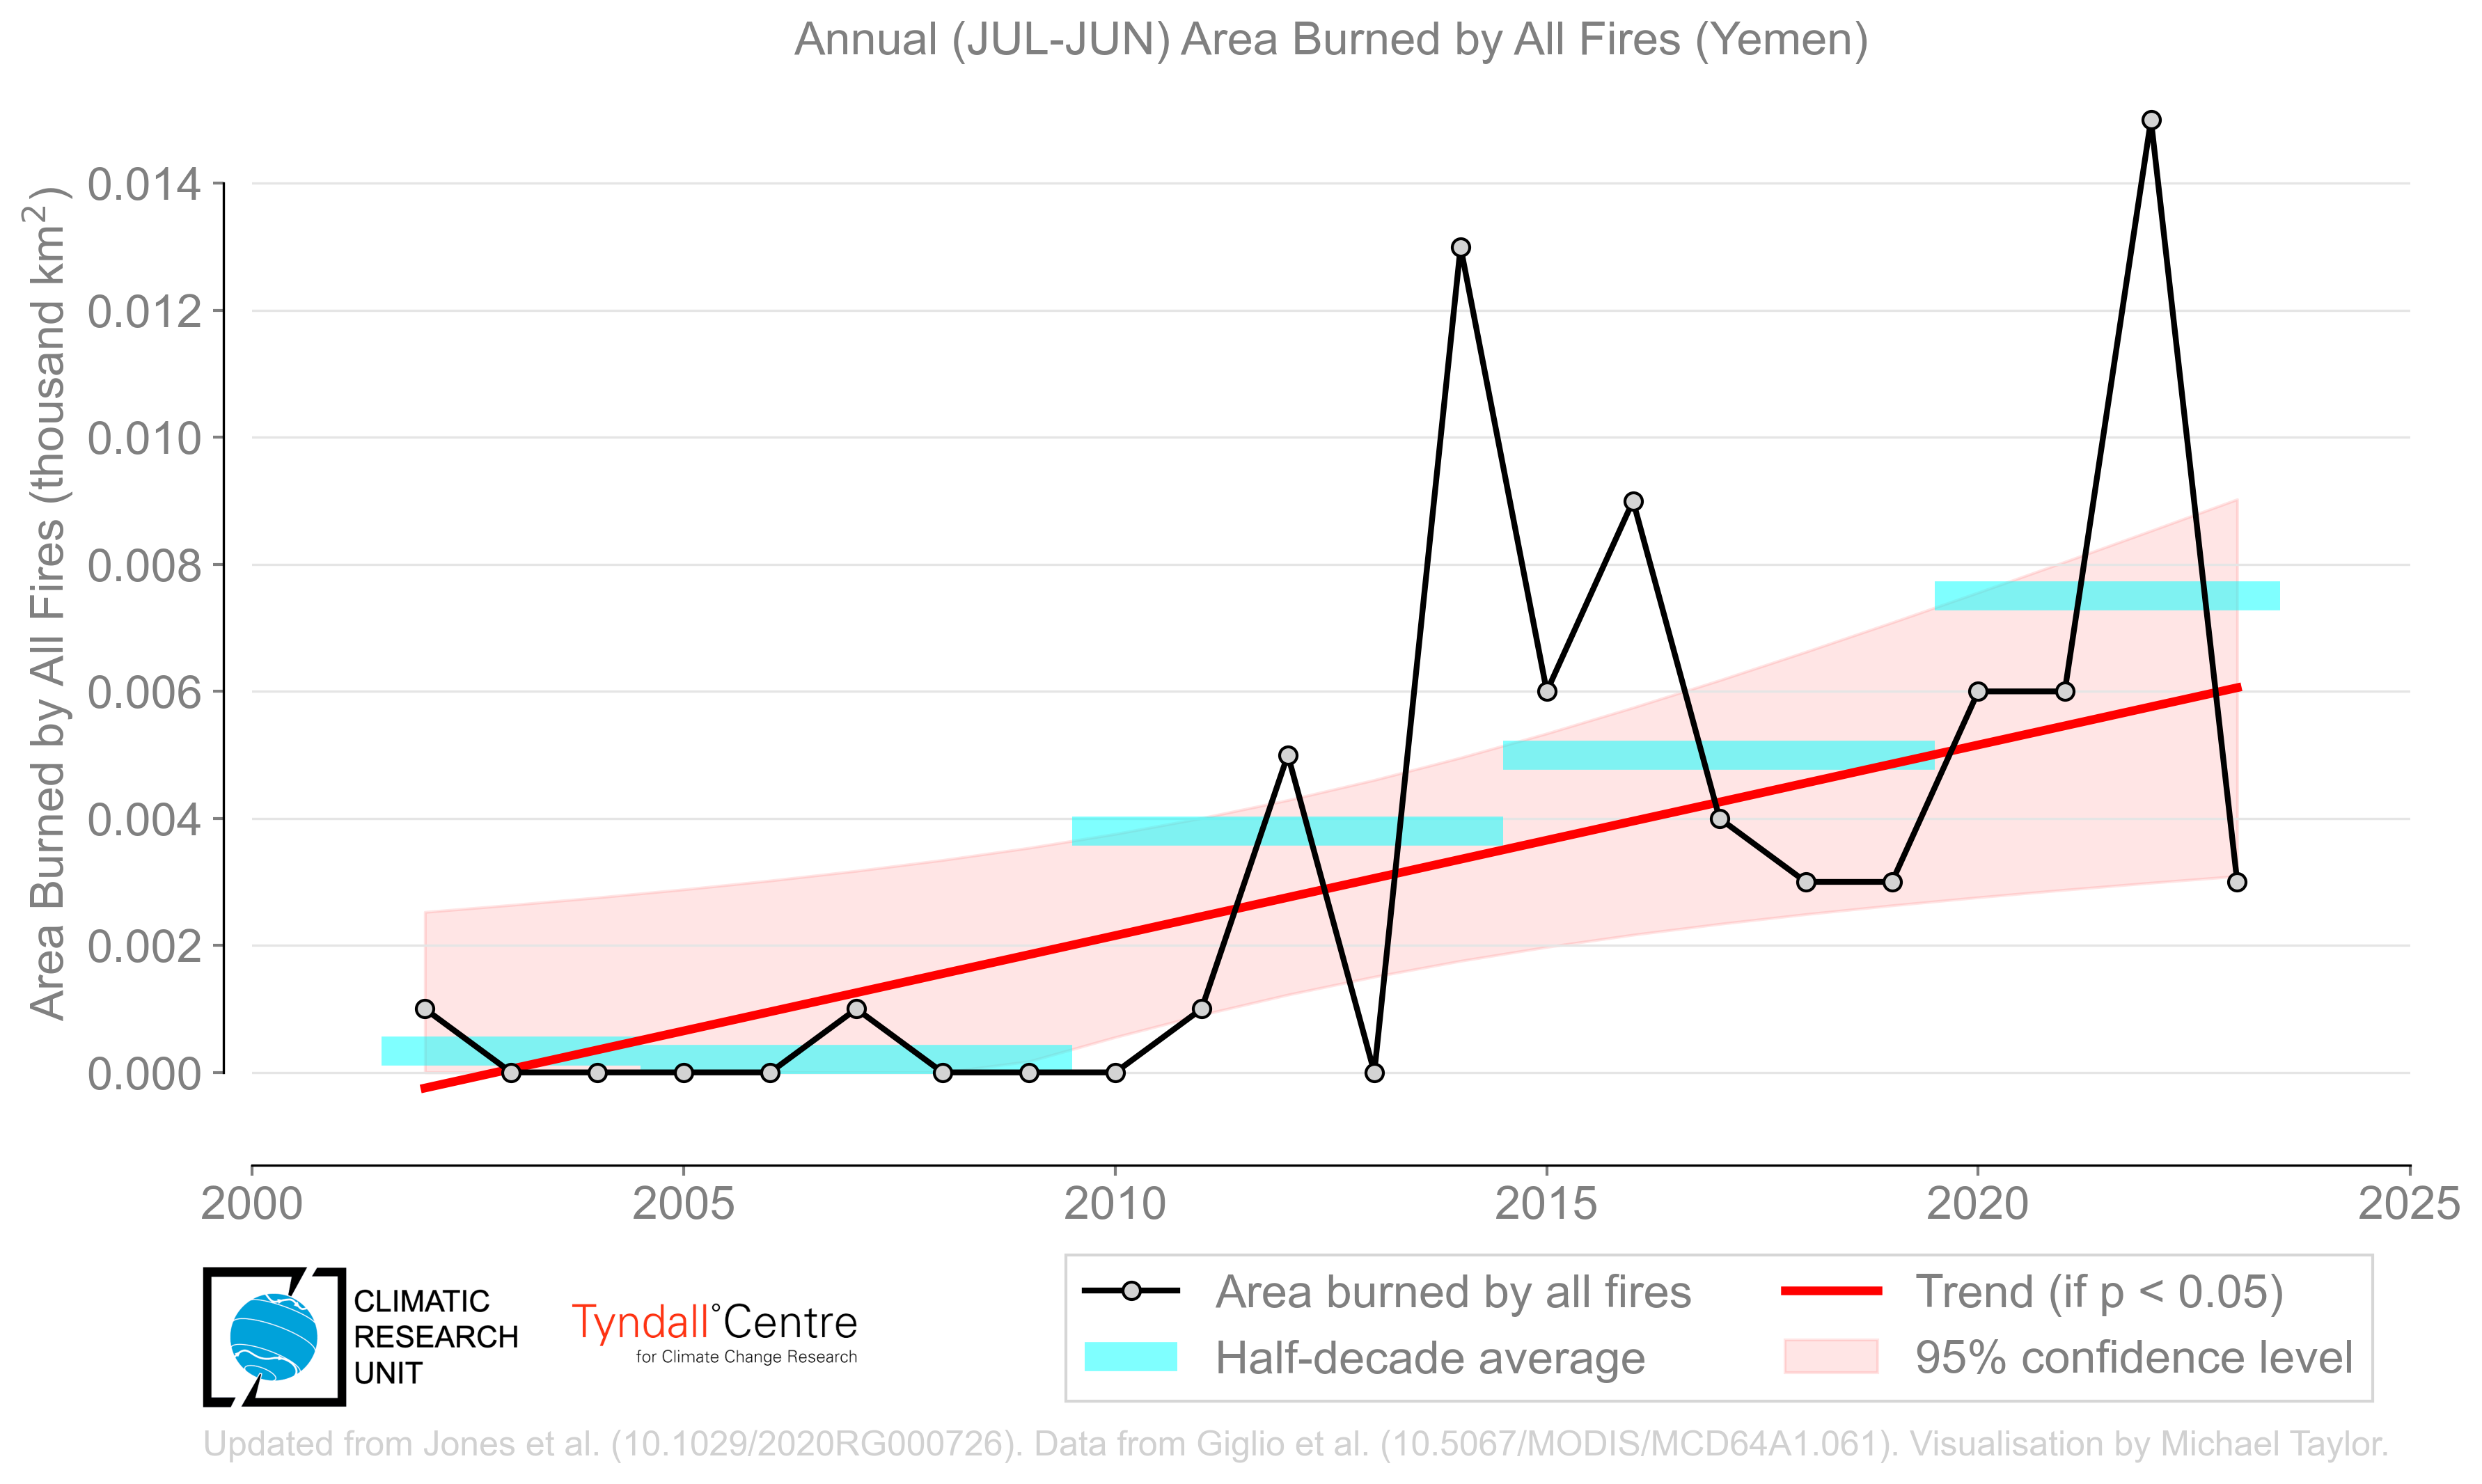 Annual (JUL-JUN) Area Burned by All Fires (Yemen)
Area Burned by All Fires (thousand km²)
0.014
0.012
0.010
0.008
0.006
0.004
0.002
0.000
2000 2005 2010 2015 2020 2025
CLIMATIC
RESEARCH
UNIT
Tyndall°Centre
for Climate Change Research
Area burned by all fires
Half-decade average
Trend (if p < 0.05)
95% confidence level
Updated from Jones et al. (10.1029/2020RG000726). Data from Giglio et al. (10.5067/MODIS/MCD64A1.061). Visualisation by Michael Taylor.